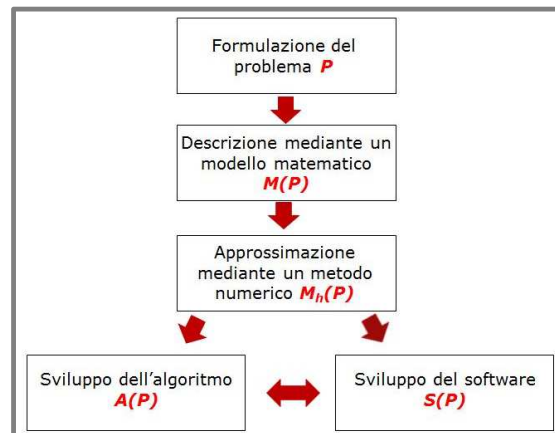 Formulazione del
problema P
Descrizione mediante un
modello matematico
M(P)
Approssimazione
mediante un metodo
numerico Mh(P)
Sviluppo dell'algoritmo
A(P)
Sviluppo del software
S(P)